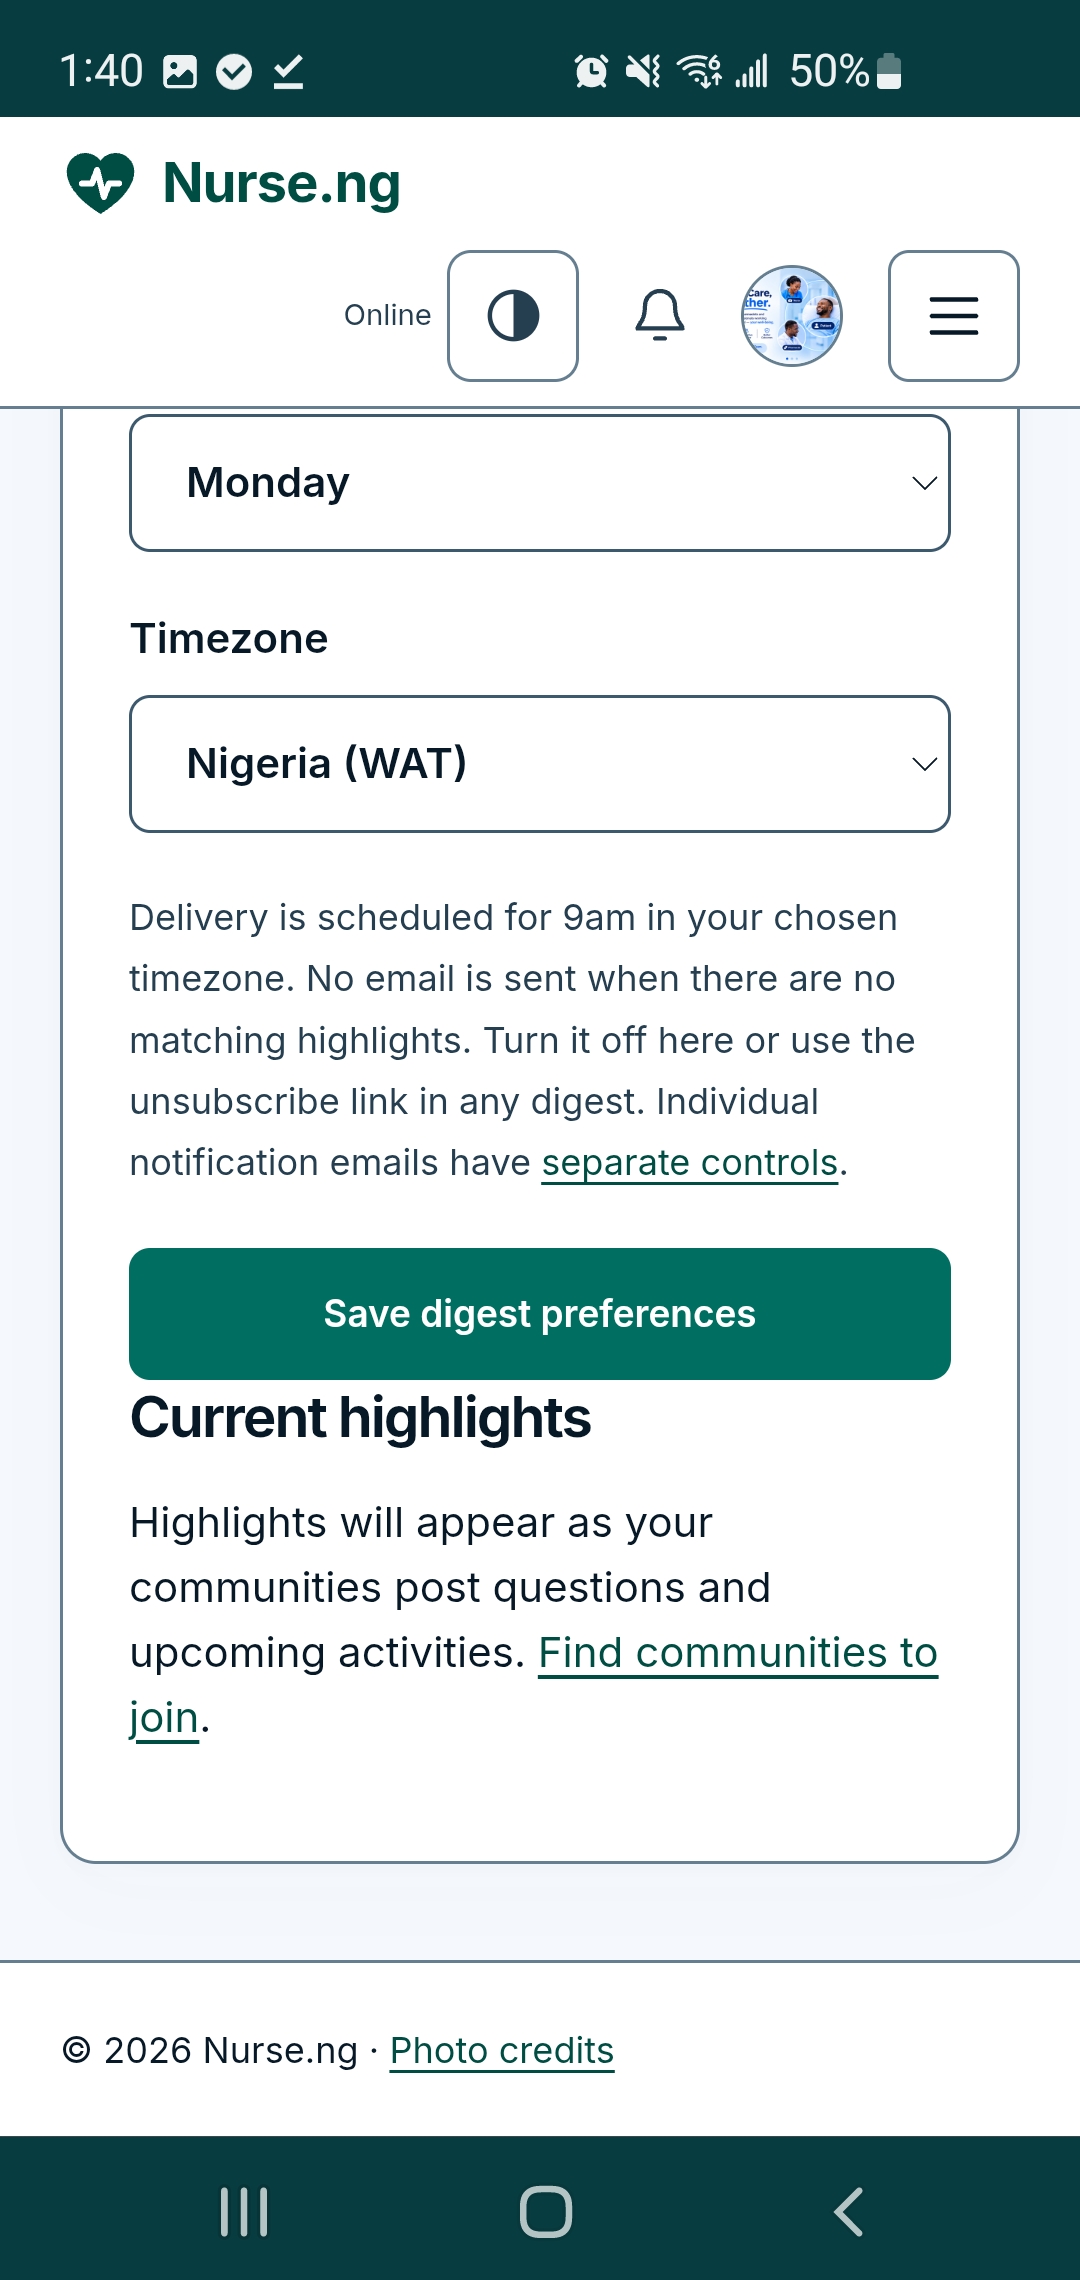 1:40 50%
Nurse.ng
Online
Care,
ther.
Monday
Timezone
Nigeria (WAT)
Delivery is scheduled for 9am in your chosen
timezone. No email is sent when there are no
matching highlights. Turn it off here or use the
unsubscribe link in any digest. Individual
notification emails have separate controls.
Save digest preferences
Current highlights
Highlights will appear as your
communities post questions and
upcoming activities. Find communities to
join.
© 2026 Nurse.ng · Photo credits